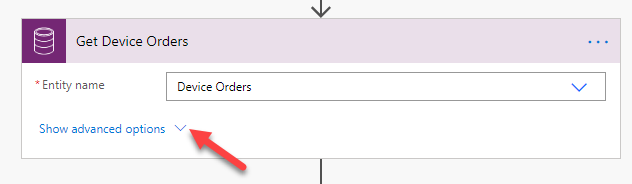 Get Device Orders
* Entity name
Device Orders
Show advanced options